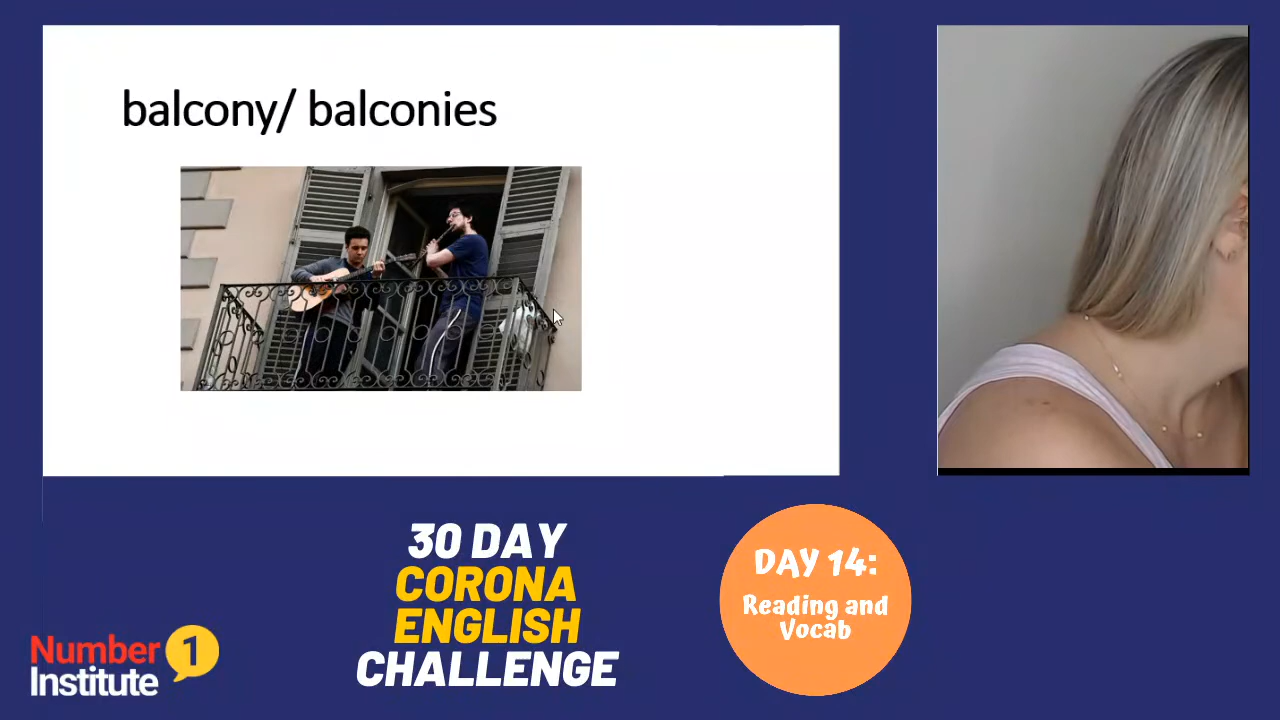 balcony/ balconies
30 DAY
CORONA
ENGLISH
CHALLENGE
DAY 14:
Reading and
Vocab
Number 1
Institute